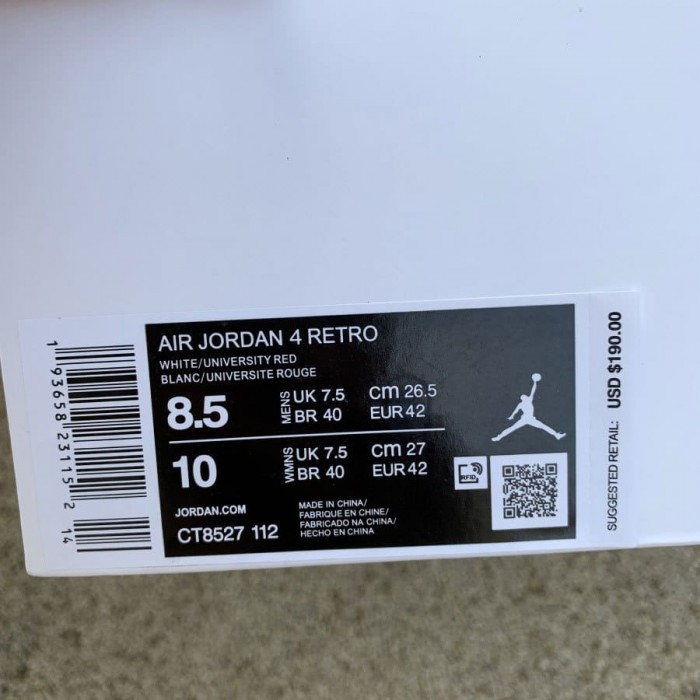 AIR JORDAN 4 RETRO
WHITE/UNIVERSITY RED
BLANC/UNIVERSITE ROUGE
8.5
MENS
UK 7.5 cm 26.5
BR 40 EUR 42
10
WMNS
UK 7.5 cm 27
BR 40 EUR 42
JORDAN.COM
CT8527 112
MADE IN CHINA/
FABRIQUE EN CHINE/
FABRICADO NA CHINA/
HECHO EN CHINA
RFID
1 93658 23115 2 14
SUGGESTED RETAIL: USD $190.00